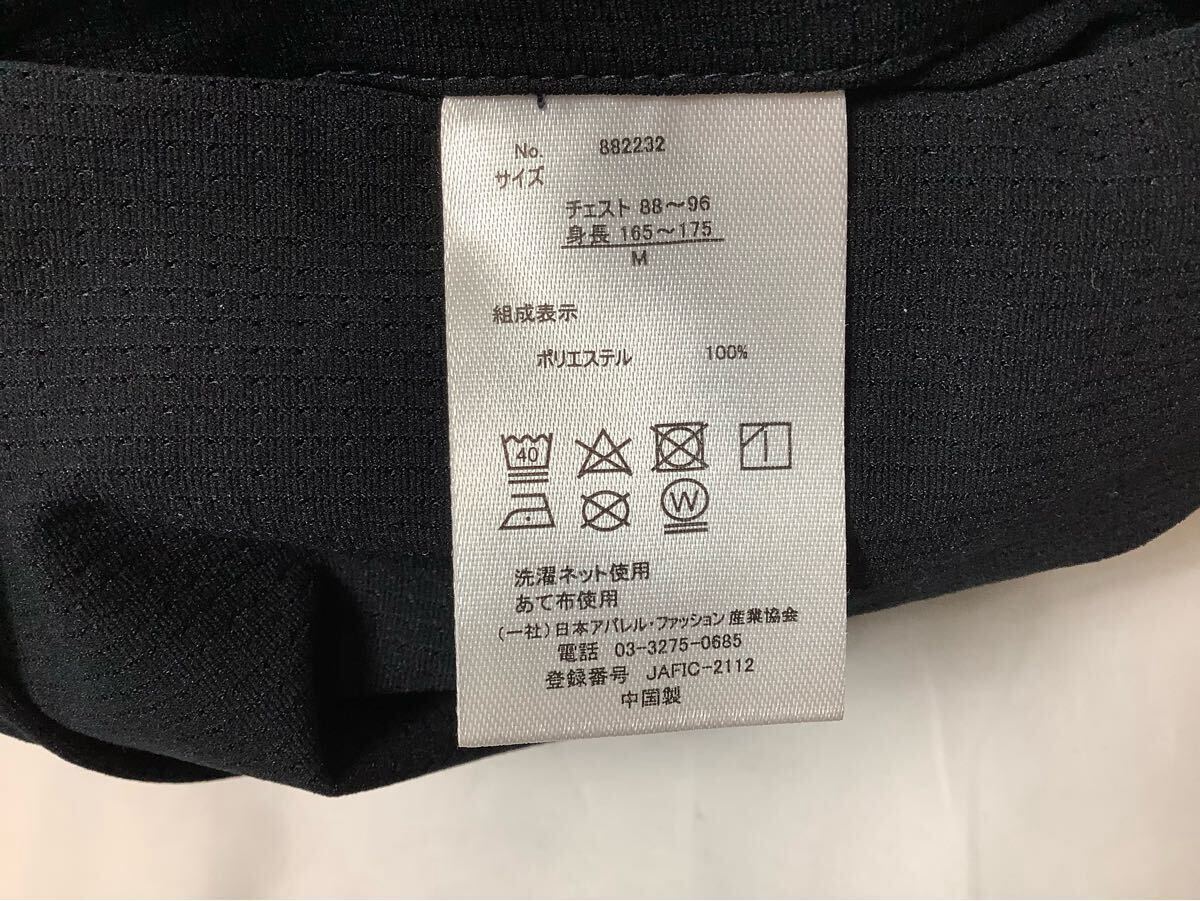 No. 882232
サイズ
チェスト 88～96
身長 165～175
M
組成表示
ポリエステル 100%
40
W
洗濯ネット使用
あて布使用
(一社)日本アパレル・ファッション産業協会
電話 03-3275-0685
登録番号 JAFIC-2112
中国製